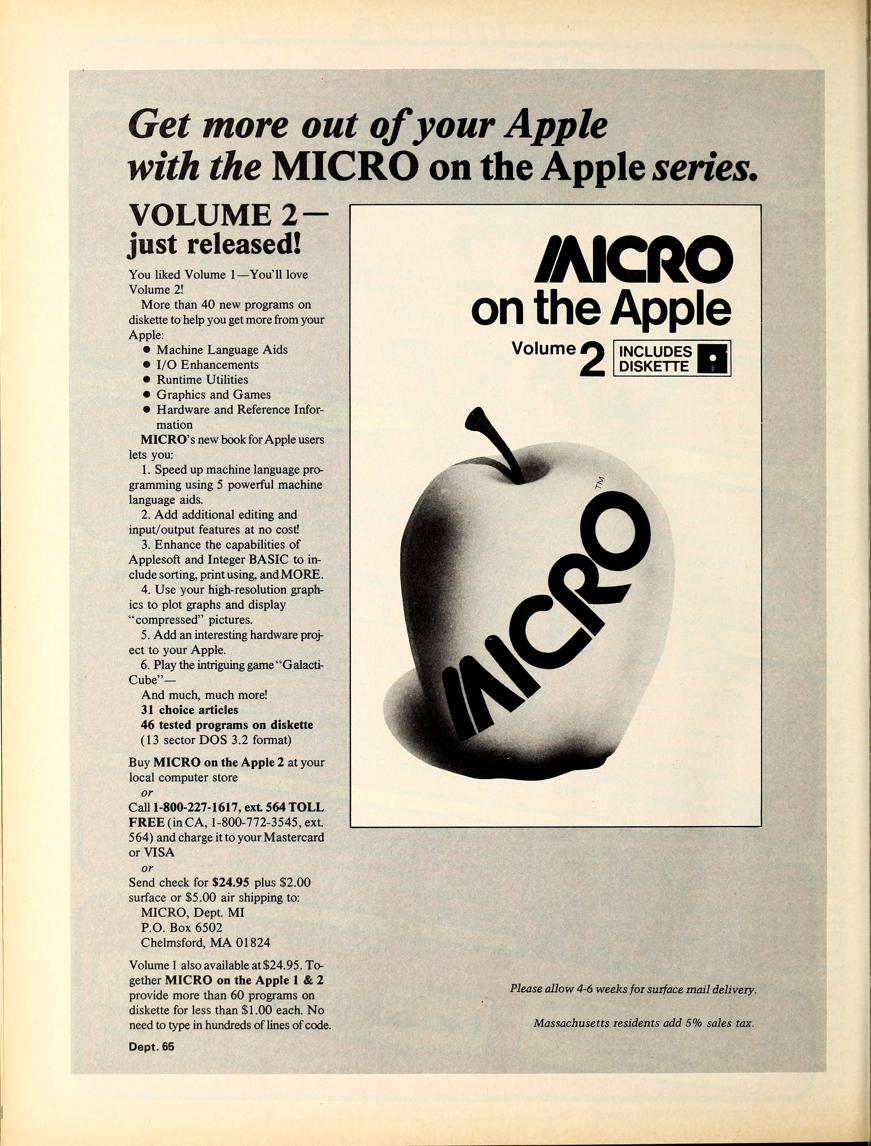 Get more out of your Apple
with the MICRO on the Apple series.
VOLUME 2—
just released!
You liked Volume 1—You'll love
Volume 2!
More than 40 new programs on
diskette to help you get more from your
Apple:
● Machine Language Aids
● I/O Enhancements
● Runtime Utilities
● Graphics and Games
● Hardware and Reference Infor-
mation
MICRO's new book for Apple users
lets you:
1. Speed up machine language pro-
gramming using 5 powerful machine
language aids.
2. Add additional editing and
input/output features at no cost!
3. Enhance the capabilities of
Applesoft and Integer BASIC to in-
clude sorting, print using, and MORE.
4. Use your high-resolution graph-
ics to plot graphs and display
"compressed" pictures.
5. Add an interesting hardware proj-
ect to your Apple.
6. Play the intriguing game "Galacti-
Cube"—
And much, much more!
31 choice articles
46 tested programs on diskette
(13 sector DOS 3.2 format)
Buy MICRO on the Apple 2 at your
local computer store
or
Call 1-800-227-1617, ext. 564 TOLL
FREE (in CA, 1-800-772-3545, ext.
564) and charge it to your Mastercard
or VISA
or
Send check for $24.95 plus $2.00
surface or $5.00 air shipping to:
MICRO, Dept. MI
P.O. Box 6502
Chelmsford, MA 01824
Volume 1 also available at $24.95. To-
gether MICRO on the Apple 1 & 2
provide more than 60 programs on
diskette for less than $1.00 each. No
need to type in hundreds of lines of code.
Dept. 65
MICRO
on the Apple
Volume 2
INCLUDES
DISKETTE
MICRO™
Please allow 4-6 weeks for surface mail delivery.
Massachusetts residents add 5% sales tax.